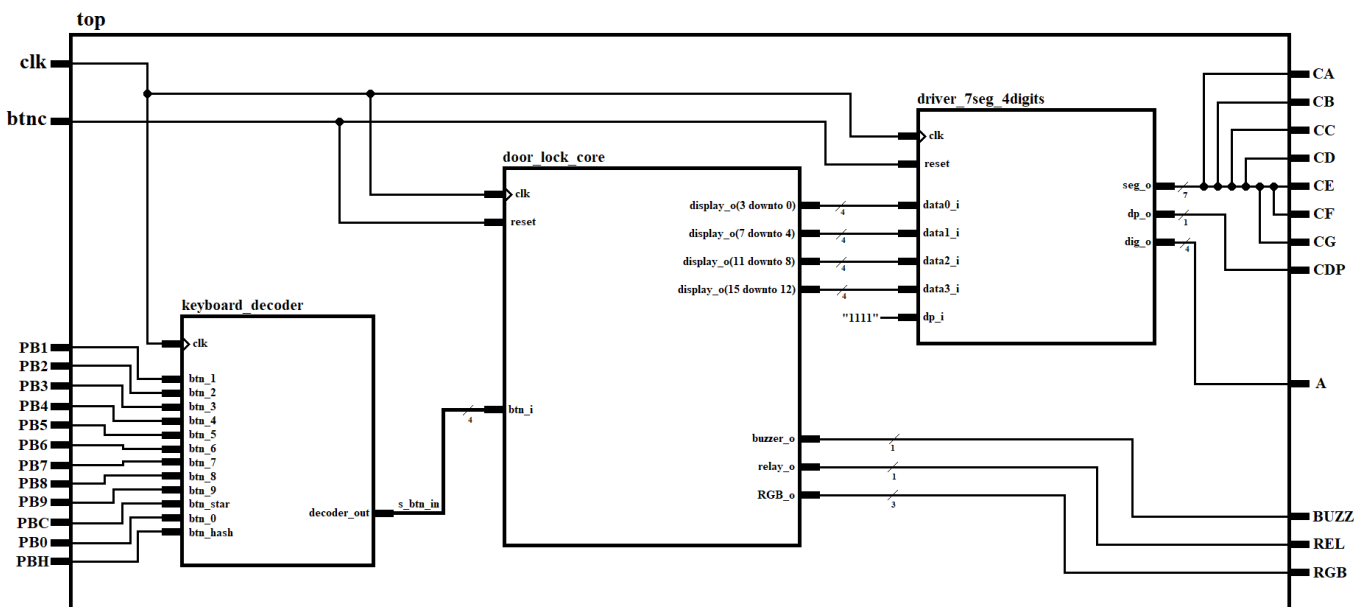 top
clk
btnc
PB1
PB2
PB3
PB4
PB5
PB6
PB7
PB8
PB9
PBC
PB0
PBH
keyboard_decoder
clk
btn_1
btn_2
btn_3
btn_4
btn_5
btn_6
btn_7
btn_8
btn_9
btn_star
btn_0
btn_hash
decoder_out
s_btn_in
4
door_lock_core
clk
reset
btn_i
display_o(3 downto 0)
display_o(7 downto 4)
display_o(11 downto 8)
display_o(15 downto 12)
buzzer_o
relay_o
RGB_o
4
4
4
4
"1111"
1
1
3
driver_7seg_4digits
clk
reset
data0_i
data1_i
data2_i
data3_i
dp_i
seg_o
dp_o
dig_o
7
1
4
CA
CB
CC
CD
CE
CF
CG
CDP
A
BUZZ
REL
RGB